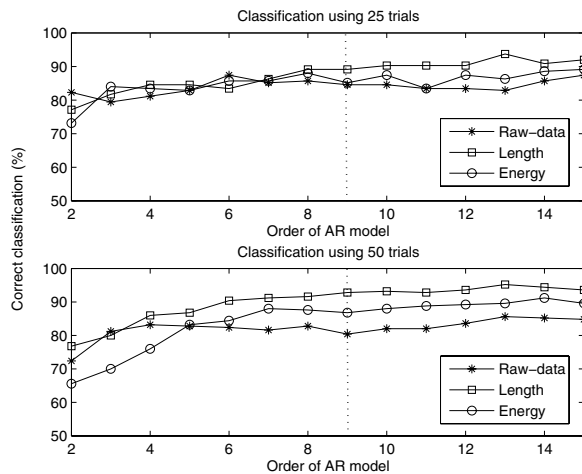 Classification using 25 trials
100
90
80
70
60
50
2 4 6 8 10 12 14
Order of AR model
Raw-data
Length
Energy
Correct classification (%)
Classification using 50 trials
100
90
80
70
60
50
2 4 6 8 10 12 14
Order of AR model
Raw-data
Length
Energy